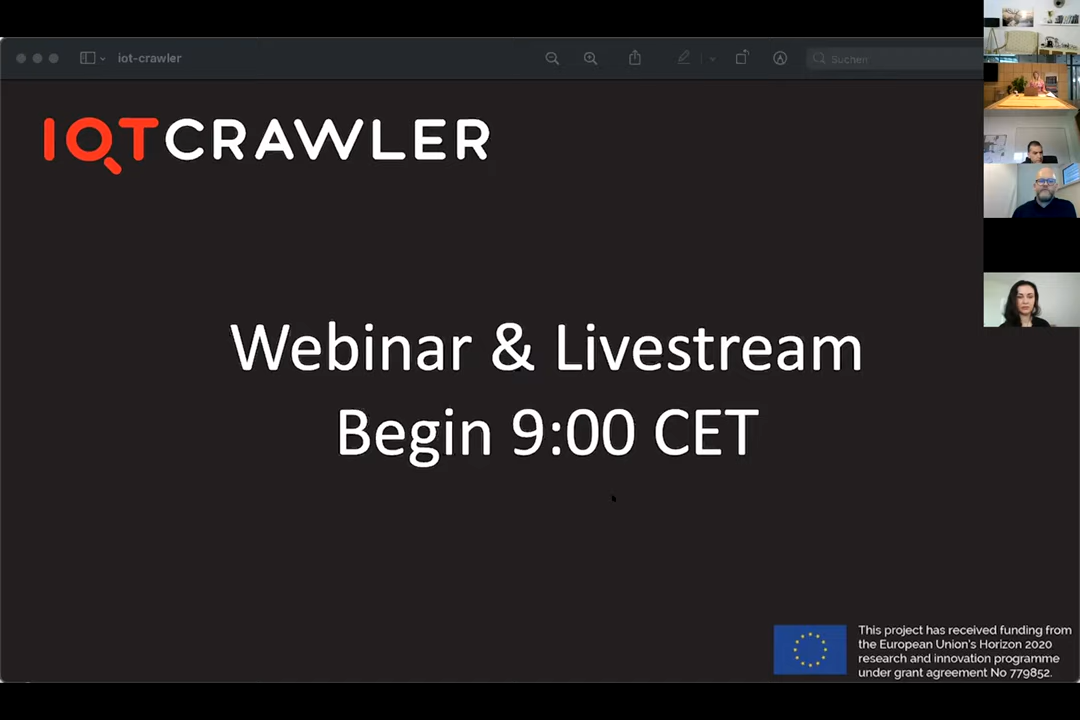 iot-crawler
Suchen
IOTCRAWLER
Webinar & Livestream
Begin 9:00 CET
This project has received funding from
the European Union's Horizon 2020
research and innovation programme
under grant agreement No 779852.